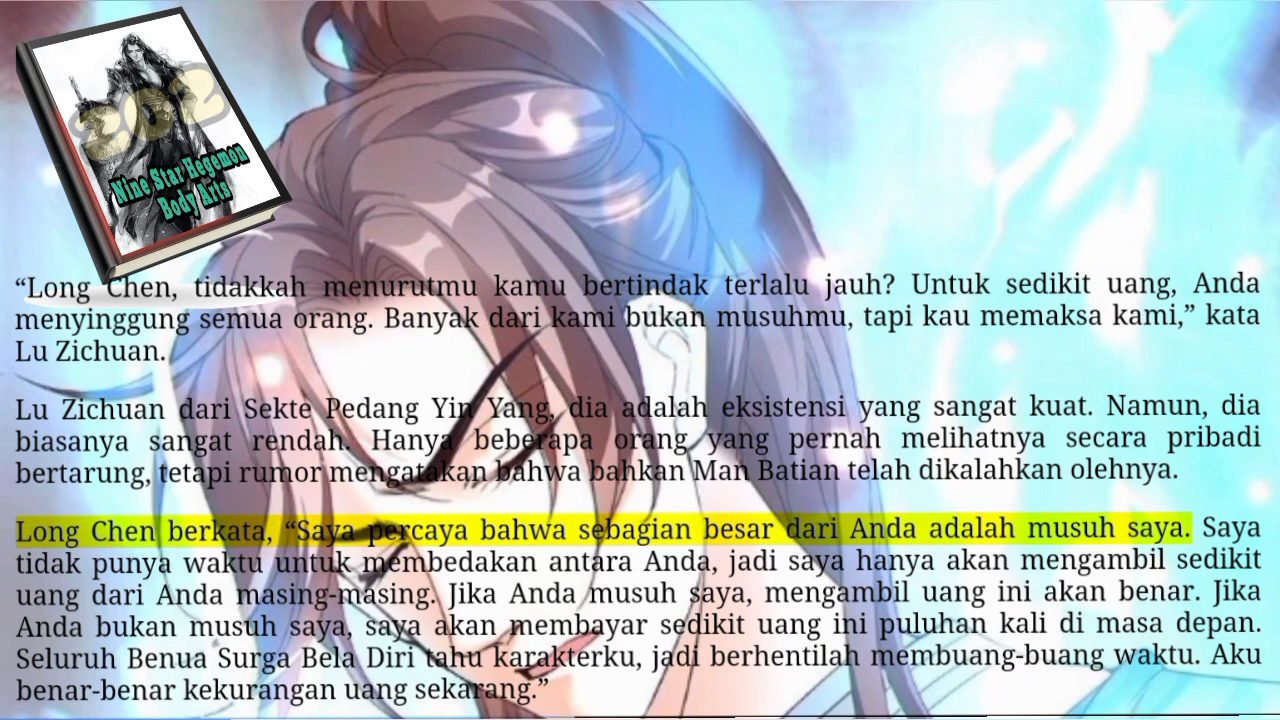 202
Nine Star Hegemon
Body Arts
“Long Chen, tidakkah menurutmu kamu bertindak terlalu jauh? Untuk sedikit uang, Anda
menyinggung semua orang. Banyak dari kami bukan musuhmu, tapi kau memaksa kami,” kata
Lu Zichuan.
Lu Zichuan dari Sekte Pedang Yin Yang, dia adalah eksistensi yang sangat kuat. Namun, dia
biasanya sangat rendah. Hanya beberapa orang yang pernah melihatnya secara pribadi
bertarung, tetapi rumor mengatakan bahwa bahkan Man Batian telah dikalahkan olehnya.
Long Chen berkata, “Saya percaya bahwa sebagian besar dari Anda adalah musuh saya. Saya
tidak punya waktu untuk membedakan antara Anda, jadi saya hanya akan mengambil sedikit
uang dari Anda masing-masing. Jika Anda musuh saya, mengambil uang ini akan benar. Jika
Anda bukan musuh saya, saya akan membayar sedikit uang ini puluhan kali di masa depan.
Seluruh Benua Surga Bela Diri tahu karakterku, jadi berhentilah membuang-buang waktu. Aku
benar-benar kekurangan uang sekarang.”